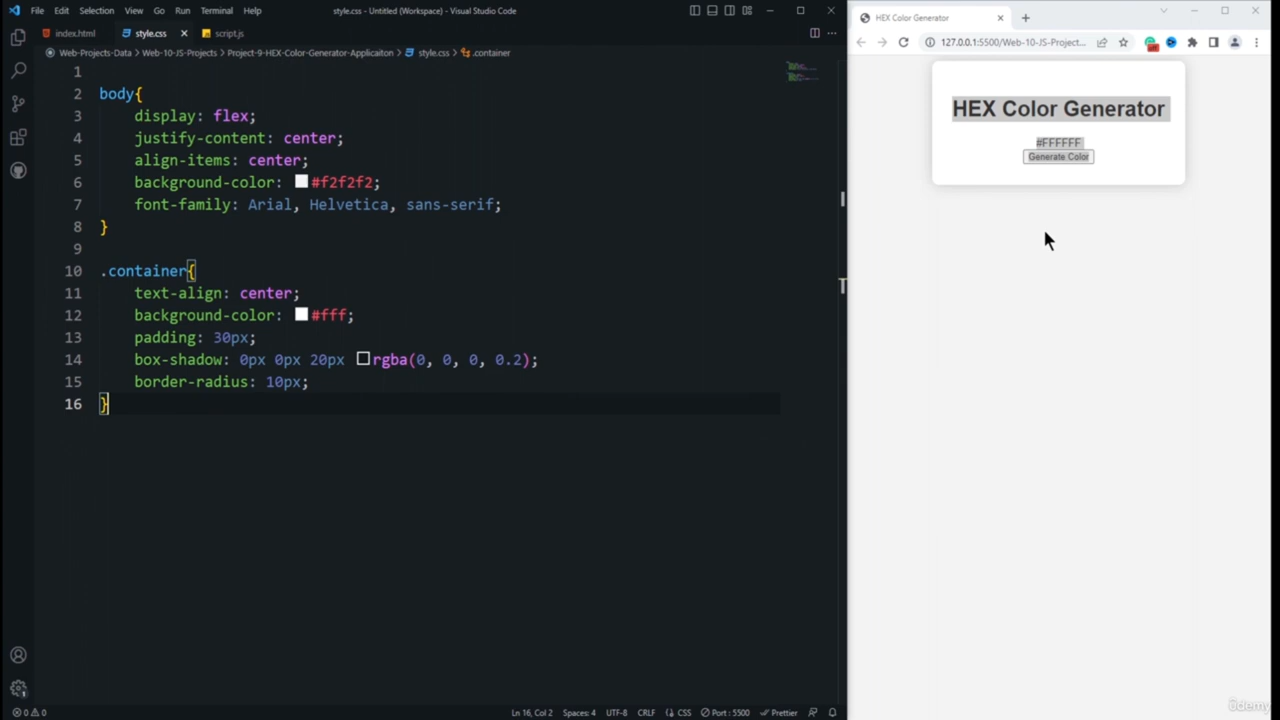 File Edit Selection View Go Run Terminal Help
style.css - Untitled (Workspace) - Visual Studio Code
index.html style.css script.js
Web-Projects-Data > Web-10-JS-Projects > Project-9-HEX-Color-Generator-Applicaiton > style.css > .container
1
2 body{
3 display: flex;
4 justify-content: center;
5 align-items: center;
6 background-color: #f2f2f2;
7 font-family: Arial, Helvetica, sans-serif;
8 }
9
10 .container{
11 text-align: center;
12 background-color: #fff;
13 padding: 30px;
14 box-shadow: 0px 0px 20px rgba(0, 0, 0, 0.2);
15 border-radius: 10px;
16 }
0 0
Ln 16, Col 2 Spaces: 4 UTF-8 CRLF CSS Port : 5500 Prettier
HEX Color Generator
127.0.0.1:5500/Web-10-JS-Project...
HEX Color Generator
#FFFFFF
Generate Color
ûdemy